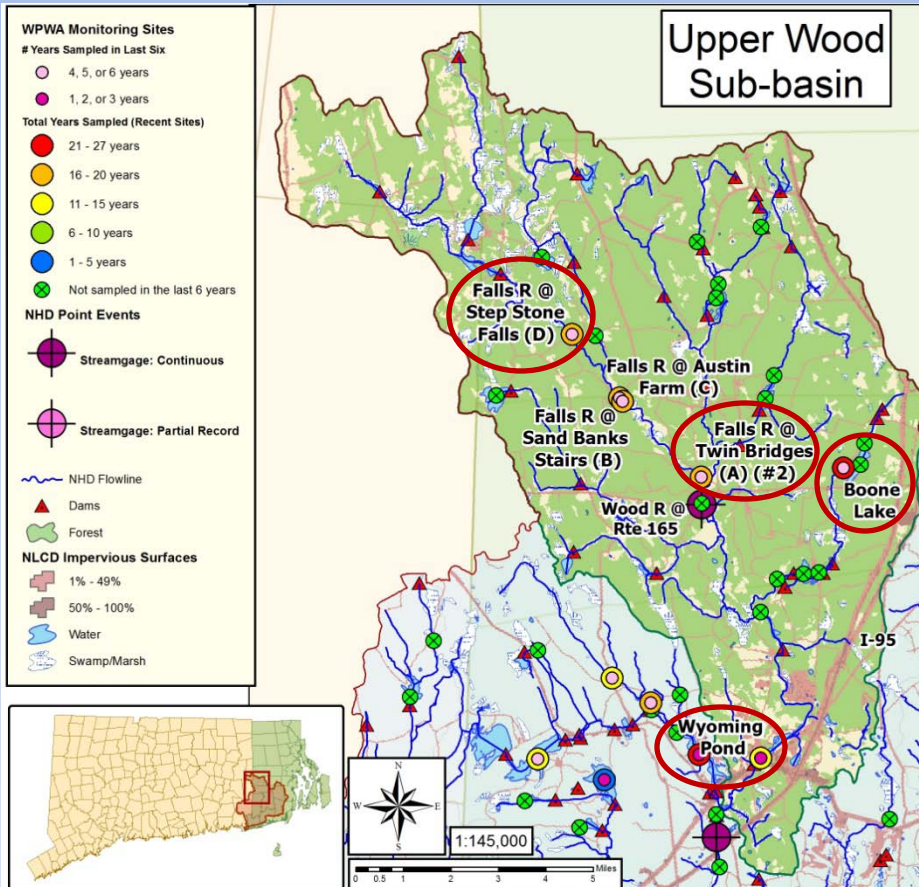 Upper Wood
Sub-basin
WPWA Monitoring Sites
# Years Sampled in Last Six
4, 5, or 6 years
1, 2, or 3 years
Total Years Sampled (Recent Sites)
21 - 27 years
16 - 20 years
11 - 15 years
6 - 10 years
1 - 5 years
Not sampled in the last 6 years
NHD Point Events
Streamgage: Continuous
Streamgage: Partial Record
NHD Flowline
Dams
Forest
NLCD Impervious Surfaces
1% - 49%
50% - 100%
Water
Swamp/Marsh
Falls R @
Step Stone
Falls (D)
Falls R @ Austin
Farm (C)
Falls R @
Sand Banks
Stairs (B)
Falls R @
Twin Bridges
(A) (#2)
Boone
Lake
Wood R @
Rte 165
I-95
Wyoming
Pond
N
W E
S
1:145,000
Miles
0 0.5 1 2 3 4 5